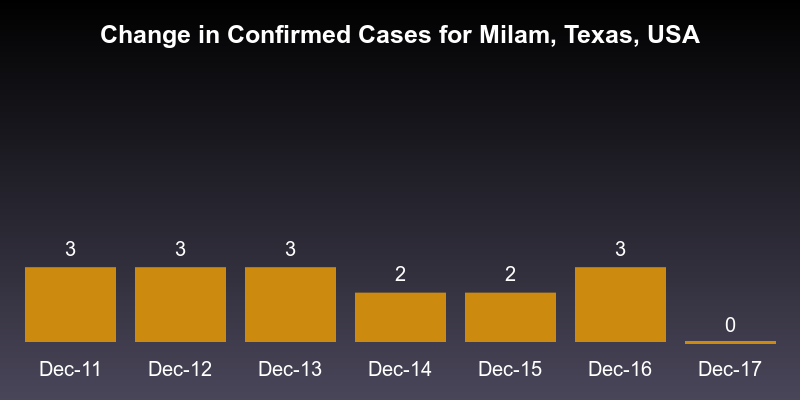 Change in Confirmed Cases for Milam, Texas, USA
3 3 3 2 2 3 0
Dec-11 Dec-12 Dec-13 Dec-14 Dec-15 Dec-16 Dec-17